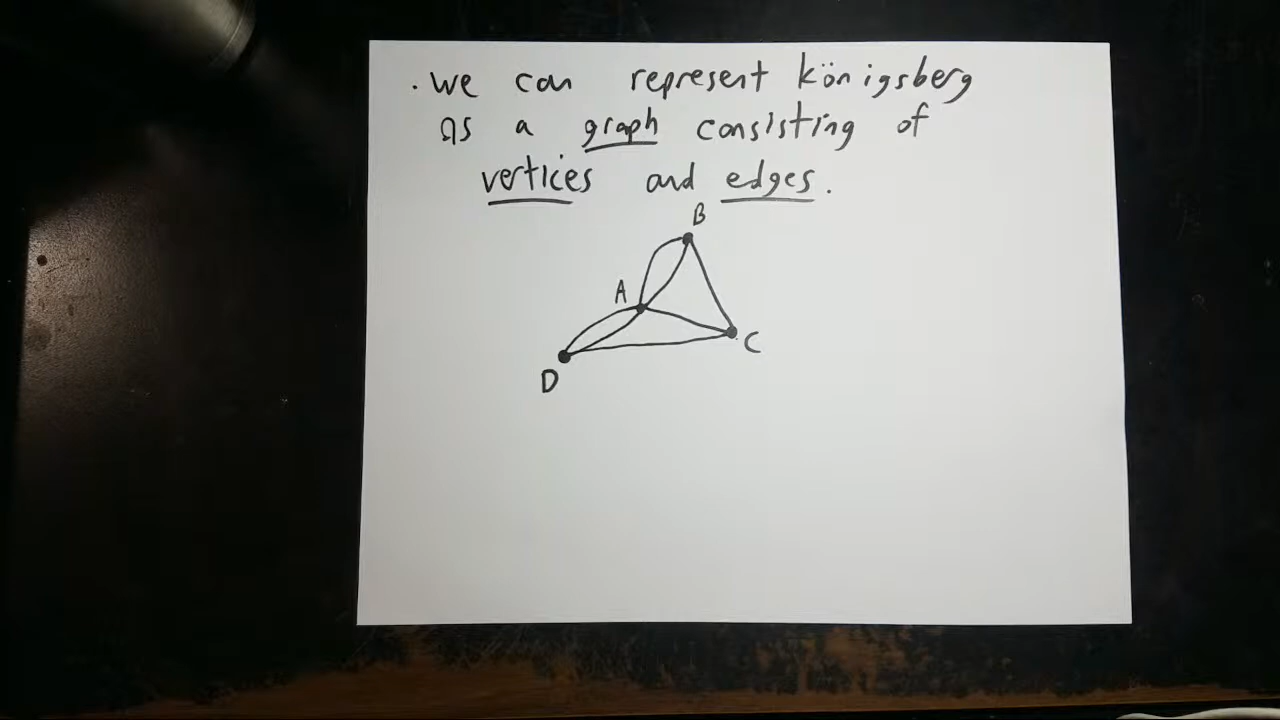 . we can represent königsberg
as a graph consisting of
vertices and edges.
B
A
C
D